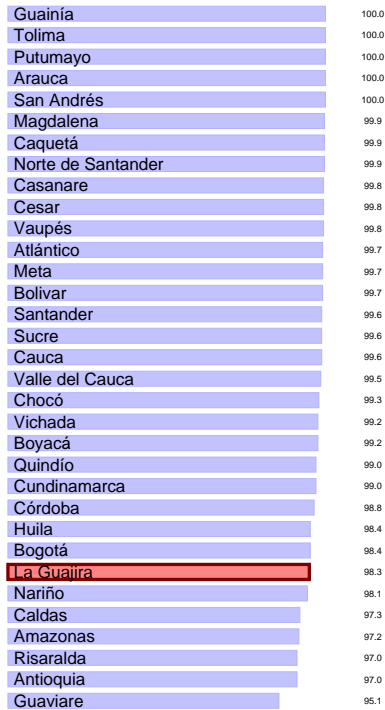 Guainía 100.0
Tolima 100.0
Putumayo 100.0
Arauca 100.0
San Andrés 100.0
Magdalena 99.9
Caquetá 99.9
Norte de Santander 99.9
Casanare 99.8
Cesar 99.8
Vaupés 99.8
Atlántico 99.7
Meta 99.7
Bolivar 99.7
Santander 99.6
Sucre 99.6
Cauca 99.6
Valle del Cauca 99.5
Chocó 99.3
Vichada 99.2
Boyacá 99.2
Quindío 99.0
Cundinamarca 99.0
Córdoba 98.8
Huila 98.4
Bogotá 98.4
La Guajira 98.3
Nariño 98.1
Caldas 97.3
Amazonas 97.2
Risaralda 97.0
Antioquia 97.0
Guaviare 95.1